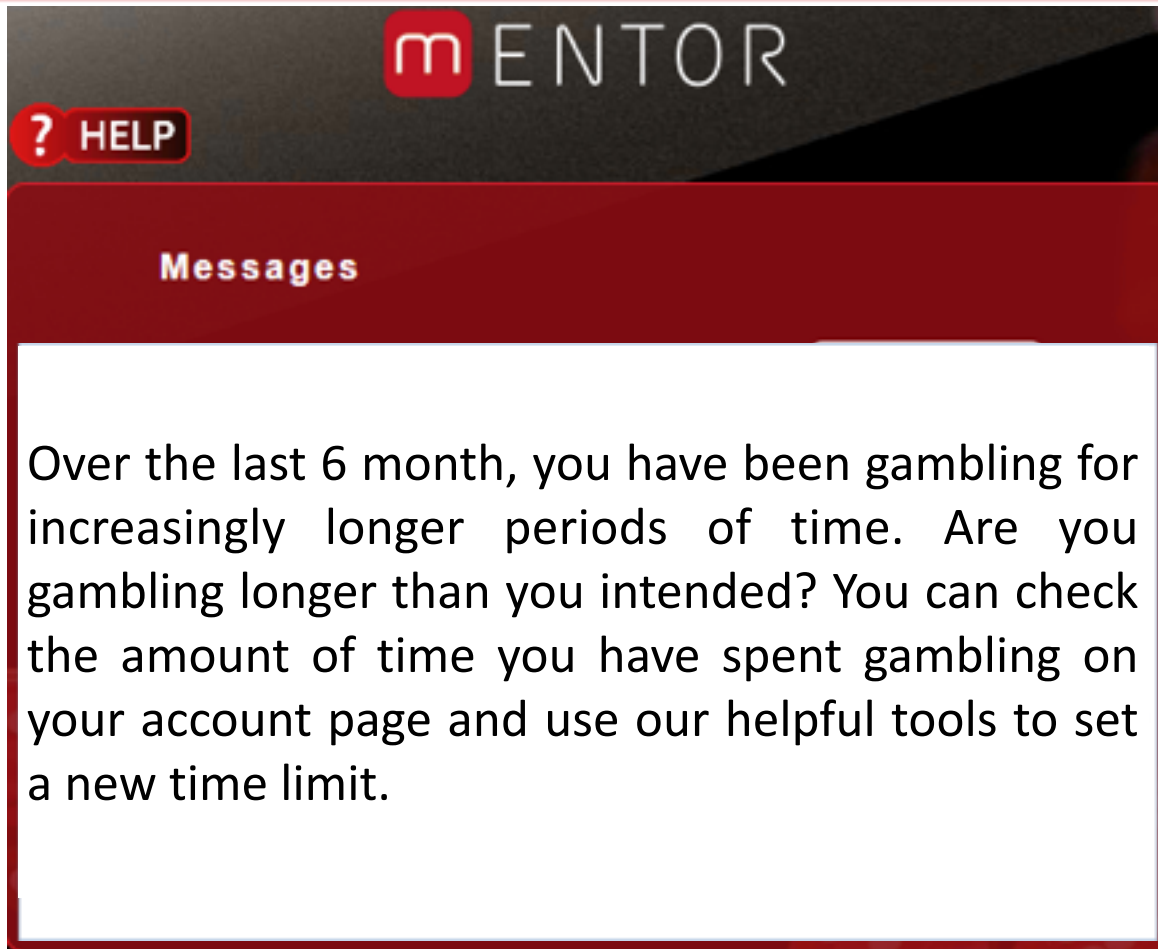 mENTOR
? HELP
Messages
Over the last 6 month, you have been gambling for
increasingly longer periods of time. Are you
gambling longer than you intended? You can check
the amount of time you have spent gambling on
your account page and use our helpful tools to set
a new time limit.